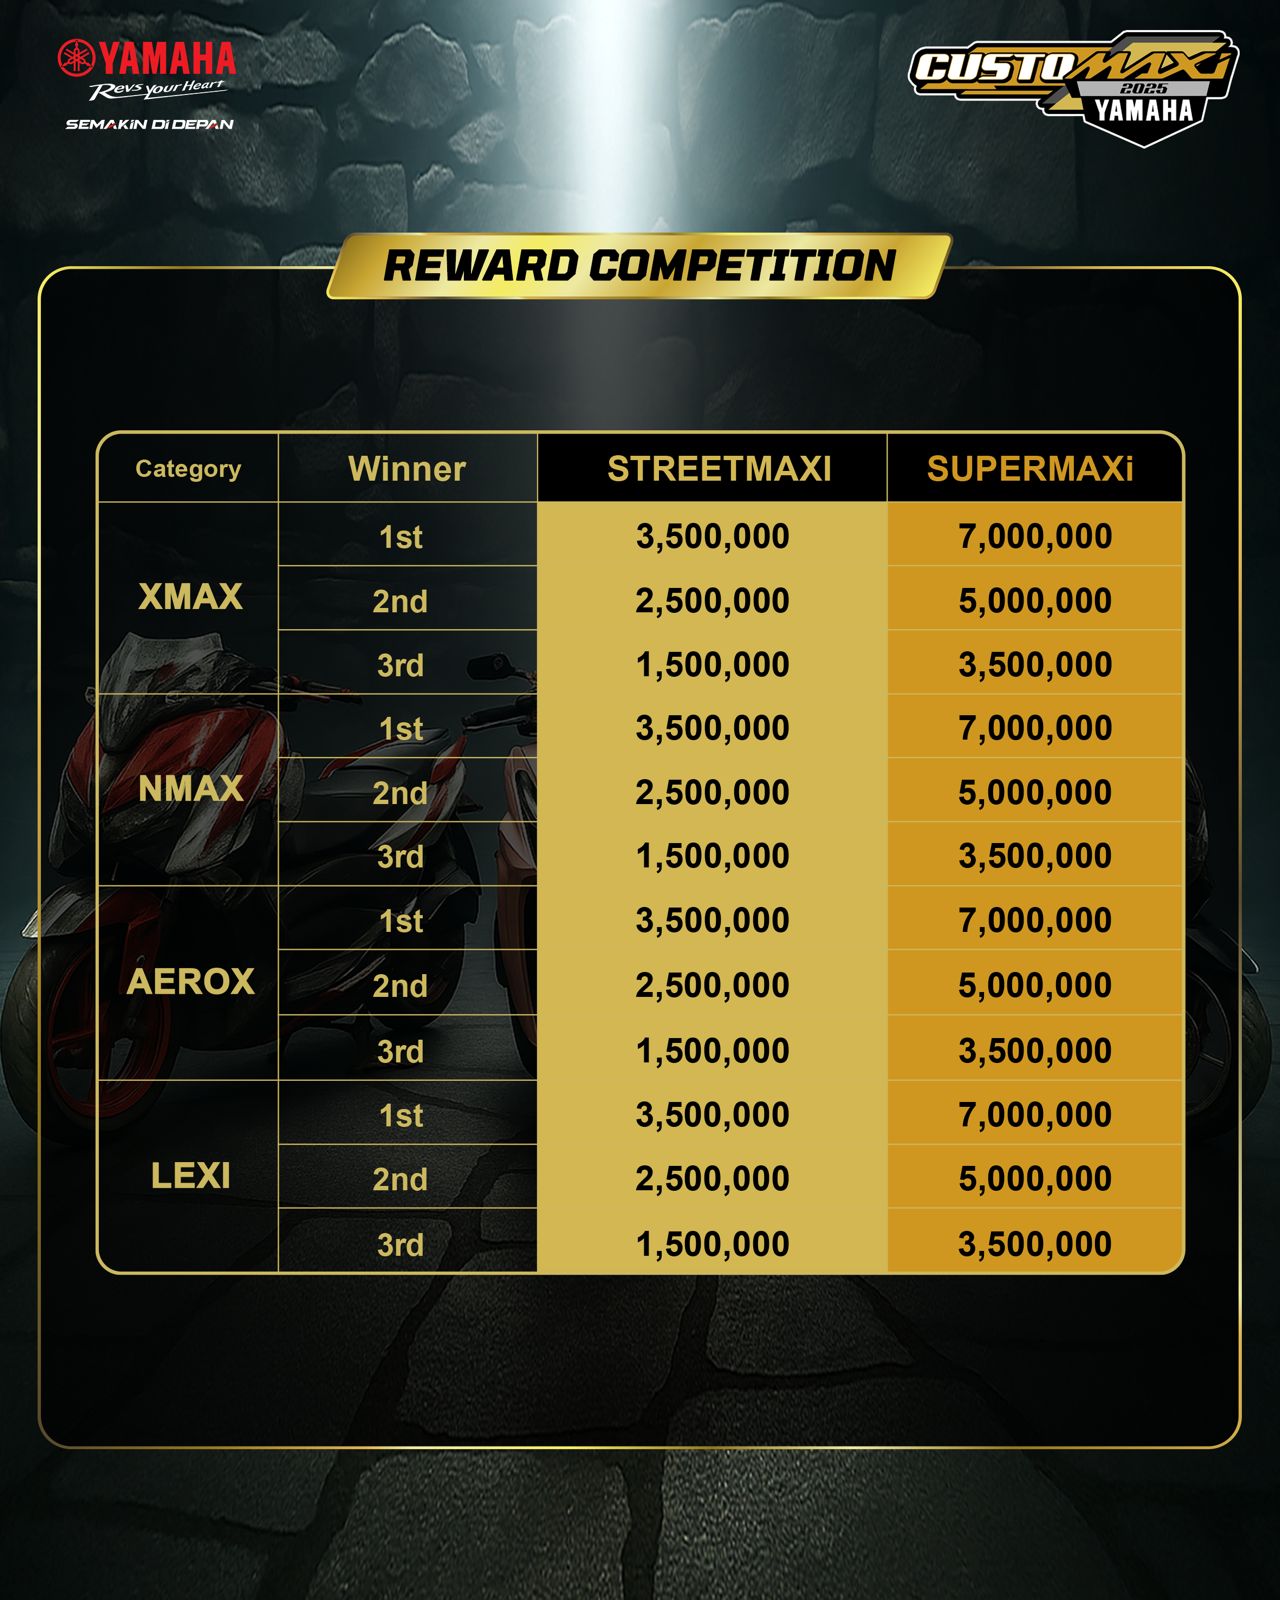 YAMAHA
Revs Your Heart
SEMAKIN Di DEPAN
CUSTOMAXi
2025
YAMAHA
REWARD COMPETITION
Category Winner STREETMAXI SUPERMAXi
XMAX
1st 3,500,000 7,000,000
2nd 2,500,000 5,000,000
3rd 1,500,000 3,500,000
NMAX
1st 3,500,000 7,000,000
2nd 2,500,000 5,000,000
3rd 1,500,000 3,500,000
AEROX
1st 3,500,000 7,000,000
2nd 2,500,000 5,000,000
3rd 1,500,000 3,500,000
LEXI
1st 3,500,000 7,000,000
2nd 2,500,000 5,000,000
3rd 1,500,000 3,500,000